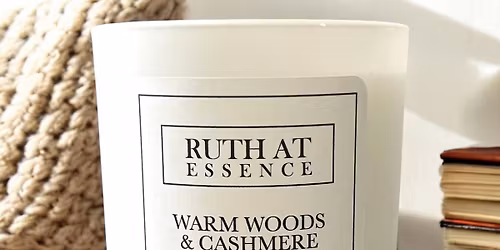 RUTH AT
ESSENCE
WARM WOODS
& CASHMERE